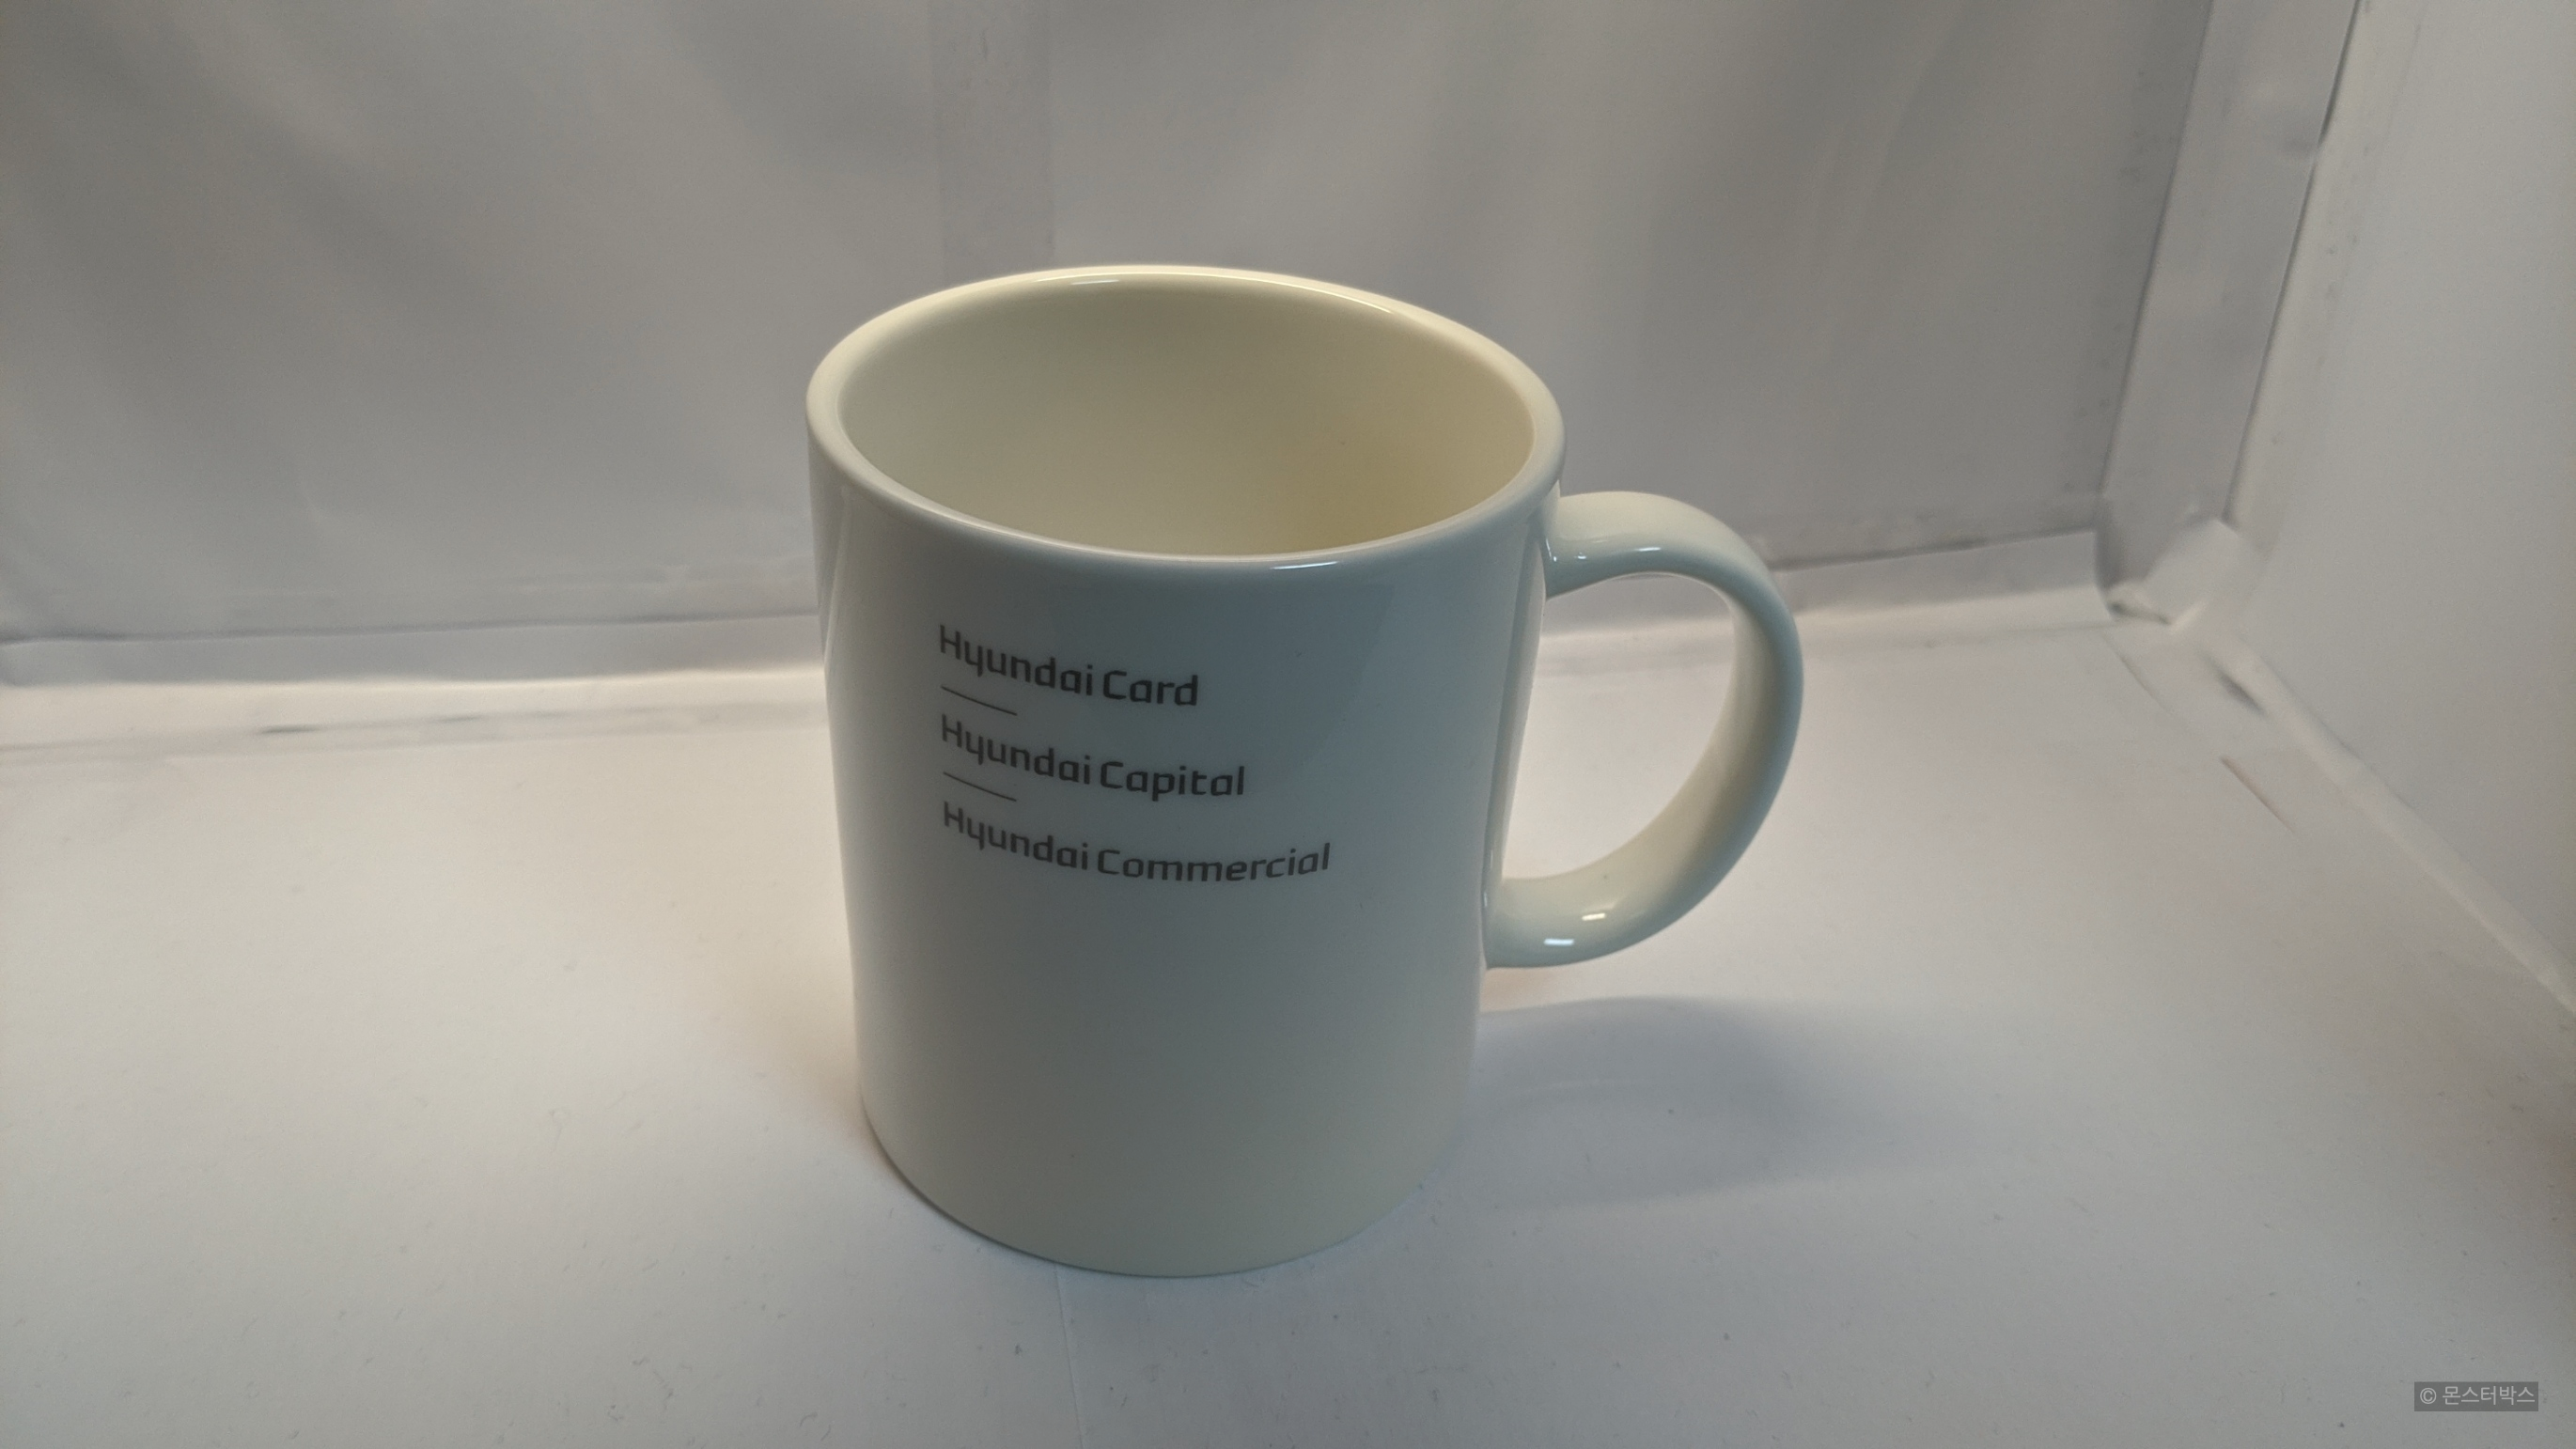 Hyundai Card
Hyundai Capital
Hyundai Commercial
© 몬스터박스